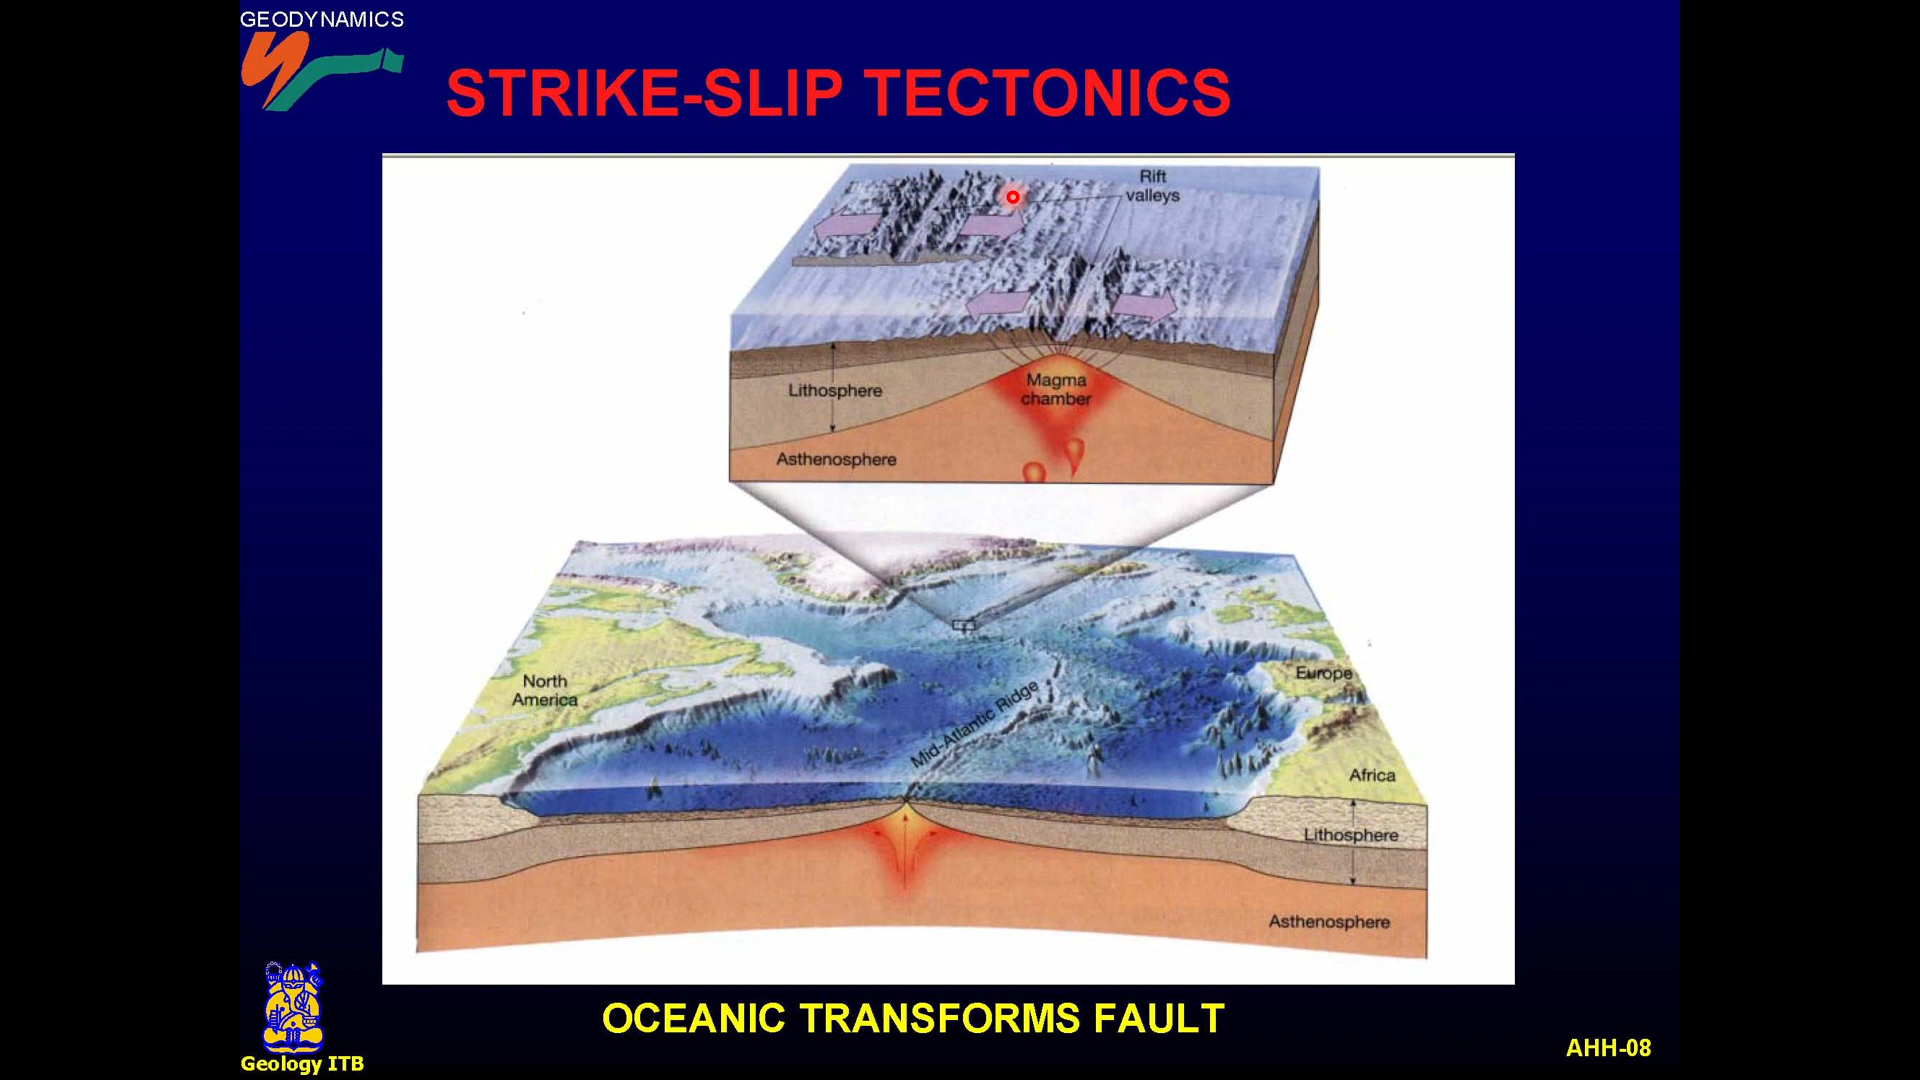 GEODYNAMICS
STRIKE-SLIP TECTONICS
Rift
valleys
Lithosphere
Magma
chamber
Asthenosphere
North
America
Mid-Atlantic Ridge
Europe
Africa
Lithosphere
Asthenosphere
OCEANIC TRANSFORMS FAULT
Geology ITB
AHH-08